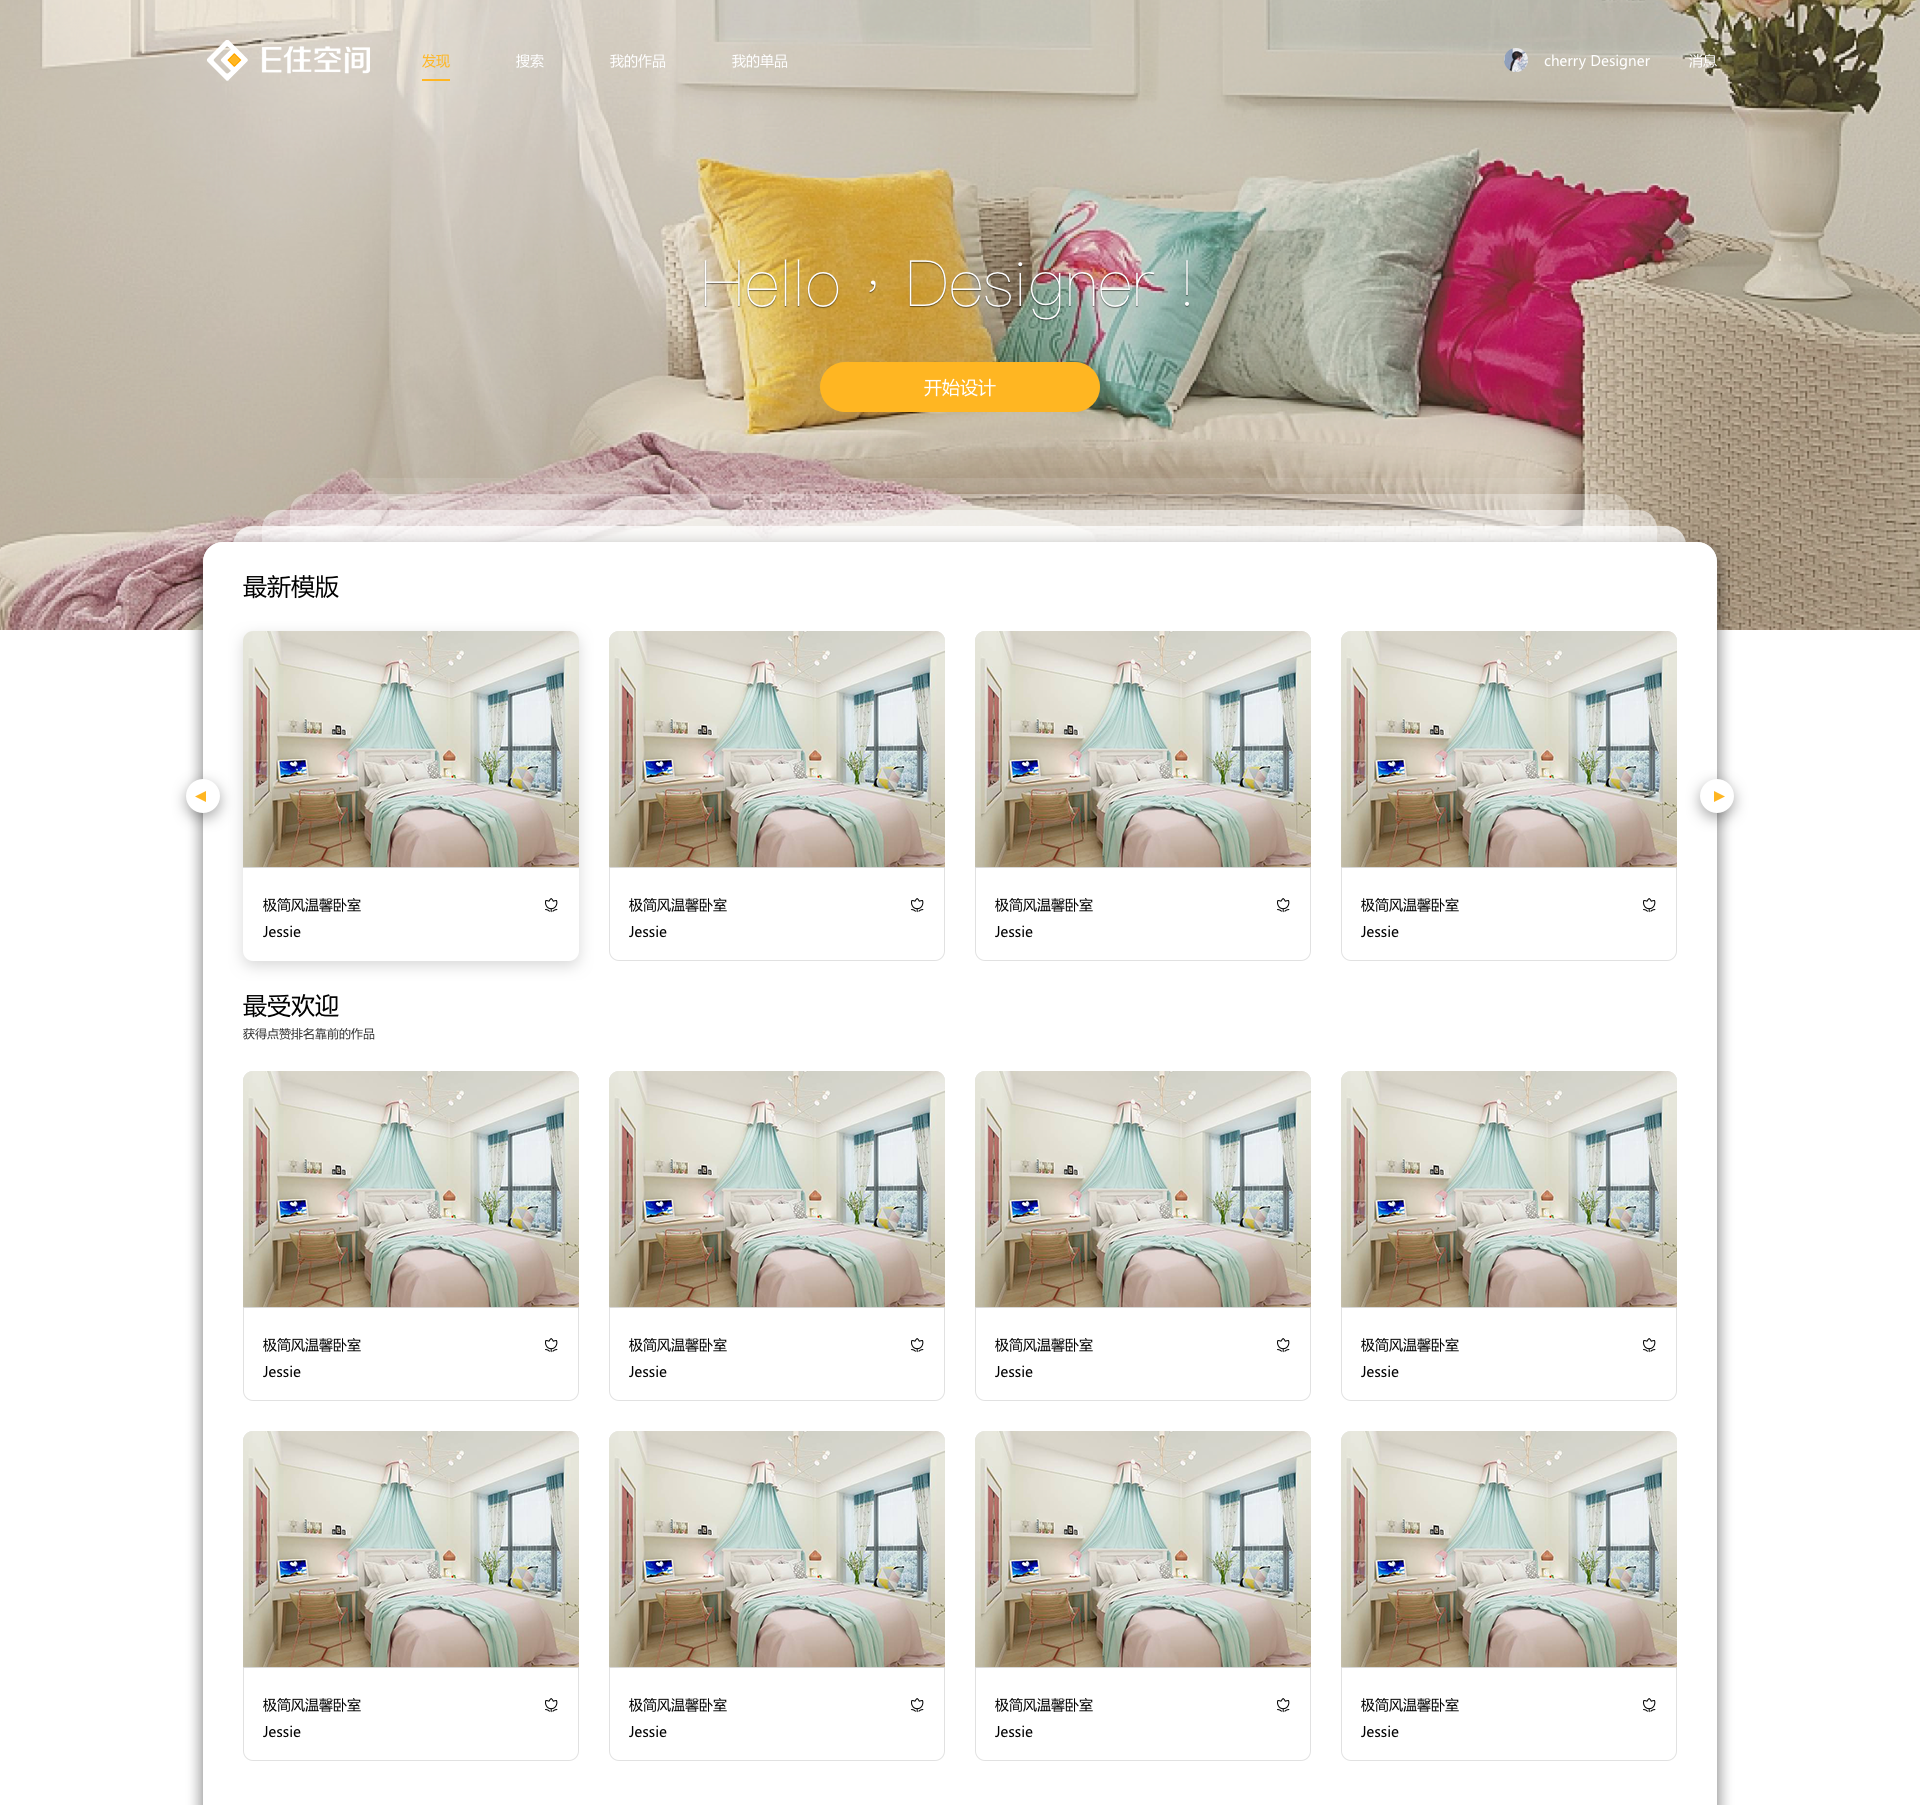 E住空间
发现
搜索
我的作品
我的单品
cherry Designer
消息
Hello，Designer！
开始设计
最新模版
极简风温馨卧室
Jessie
极简风温馨卧室
Jessie
极简风温馨卧室
Jessie
极简风温馨卧室
Jessie
最受欢迎
获得点赞排名靠前的作品
极简风温馨卧室
Jessie
极简风温馨卧室
Jessie
极简风温馨卧室
Jessie
极简风温馨卧室
Jessie
极简风温馨卧室
Jessie
极简风温馨卧室
Jessie
极简风温馨卧室
Jessie
极简风温馨卧室
Jessie